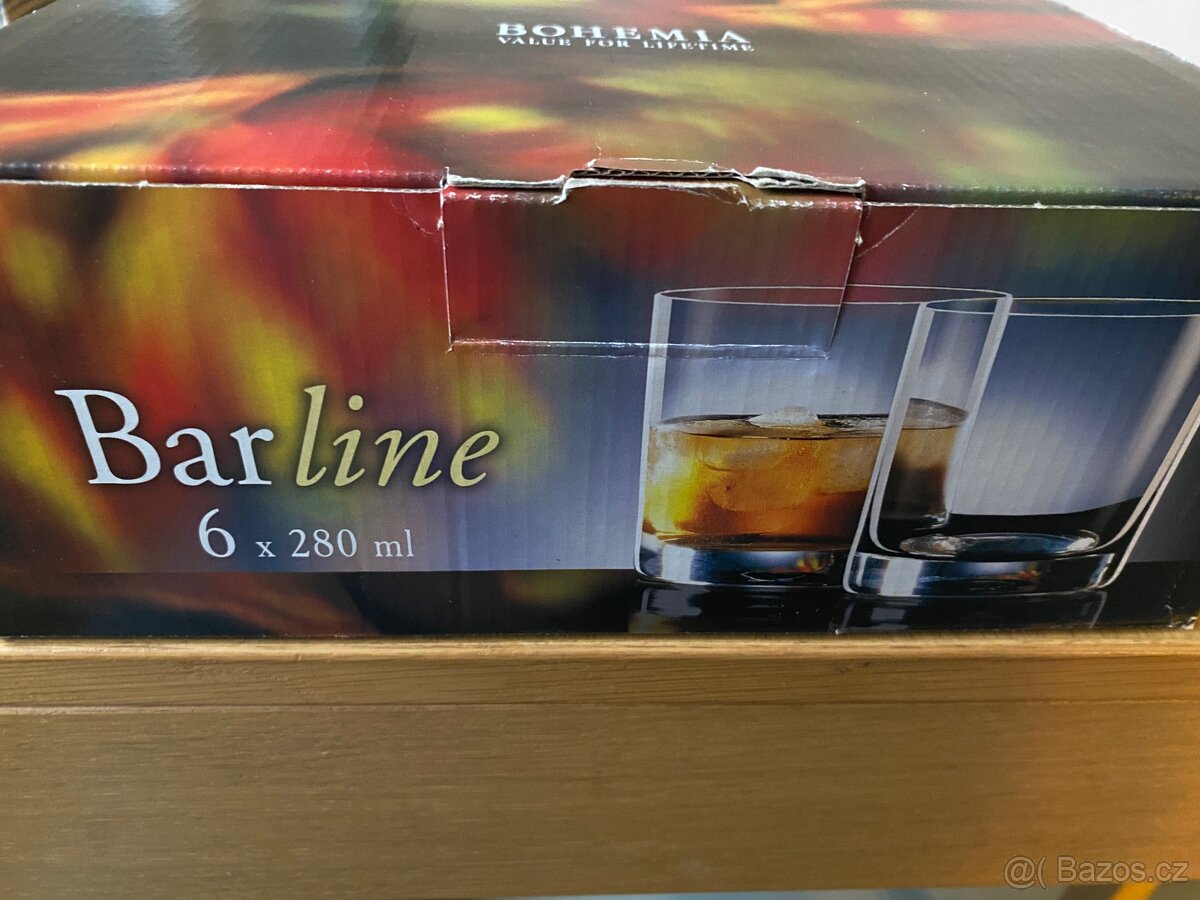 BOHEMIA
VALUE FOR LIFETIME
Barline
6 x 280 ml
@( Bazos.cz